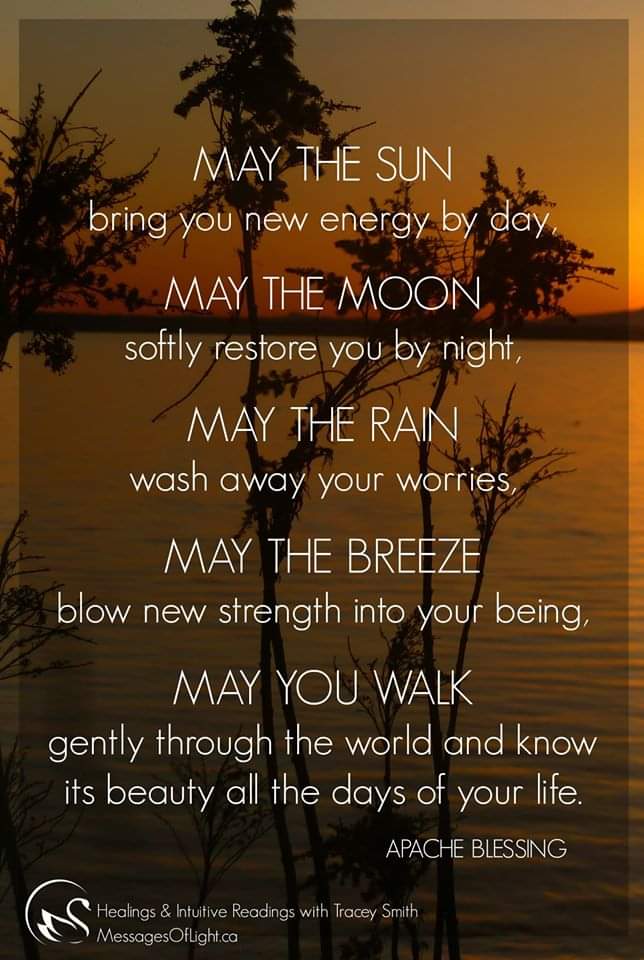 MAY THE SUN
bring you new energy by day,
MAY THE MOON
softly restore you by night,
MAY THE RAIN
wash away your worries,
MAY THE BREEZE
blow new strength into your being,
MAY YOU WALK
gently through the world and know
its beauty all the days of your life.
APACHE BLESSING
Healings & Intuitive Readings with Tracey Smith
MessagesOfLight.ca